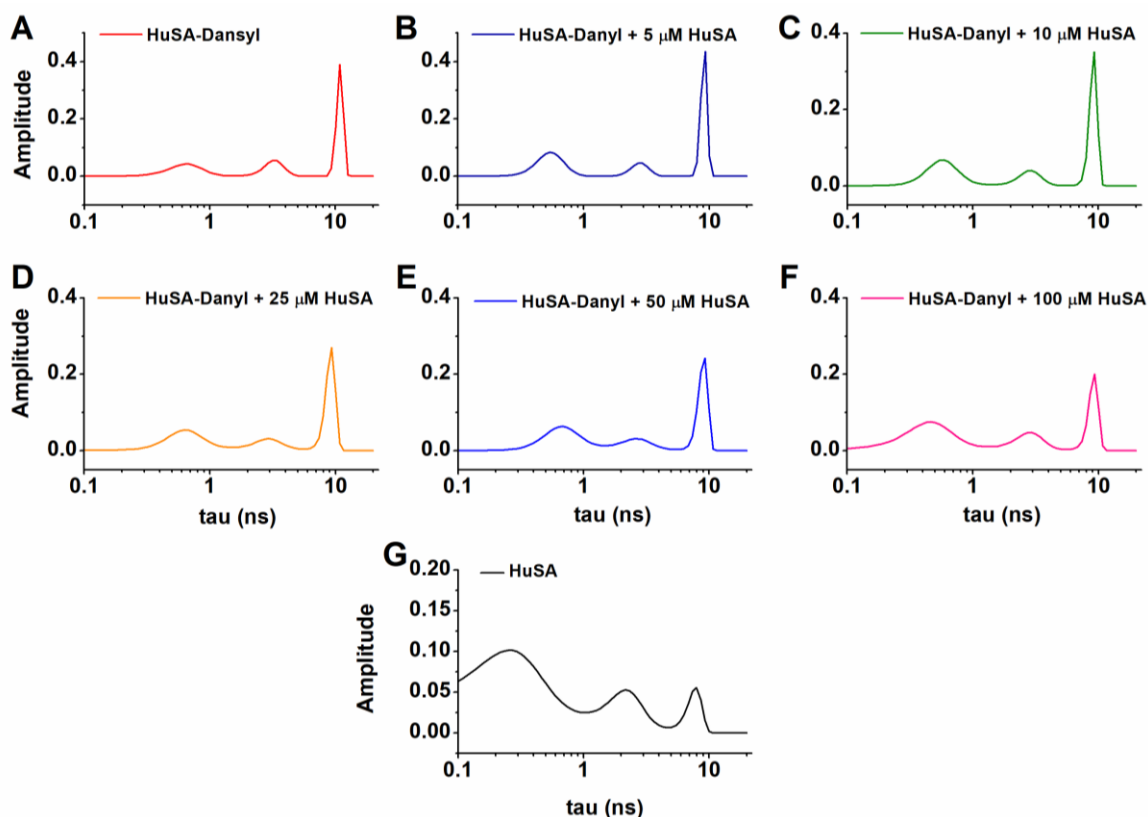 A
HuSA-Dansyl
B
HuSA-Danyl + 5 μM HuSA
C
HuSA-Danyl + 10 μM HuSA
Amplitude
0.4
0.2
0.0
0.1
1
10
0.4
0.2
0.0
0.1
1
10
0.4
0.2
0.0
0.1
1
10
D
HuSA-Danyl + 25 μM HuSA
E
HuSA-Danyl + 50 μM HuSA
F
HuSA-Danyl + 100 μM HuSA
Amplitude
0.4
0.2
0.0
0.1
1
10
tau (ns)
0.4
0.2
0.0
0.1
1
10
tau (ns)
0.4
0.2
0.0
0.1
1
10
tau (ns)
G
HuSA
Amplitude
0.20
0.15
0.10
0.05
0.00
0.1
1
10
tau (ns)